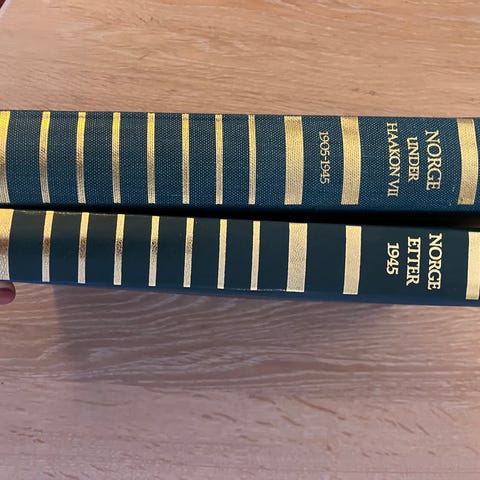 NORGE
UNDER
HAAKON VII
1905-1945
NORGE
ETTER
1945